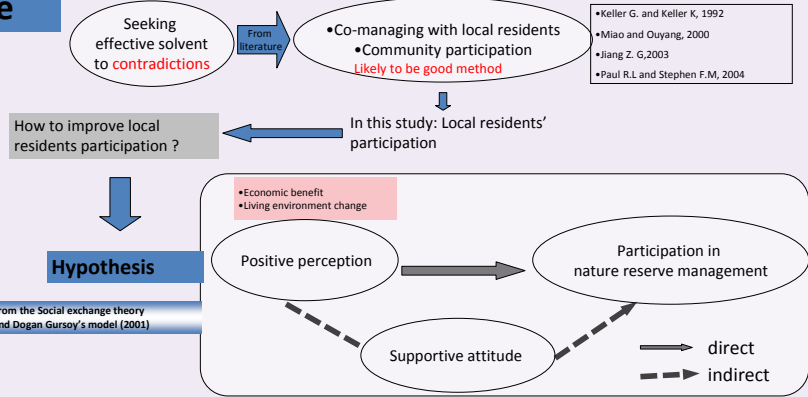 e
Seeking
effective solvent
to contradictions
From
literature
•Co-managing with local residents
•Community participation
Likely to be good method
•Keller G. and Keller K, 1992
•Miao and Ouyang, 2000
•Jiang Z. G,2003
•Paul R.L and Stephen F.M, 2004
How to improve local
residents participation ?
In this study: Local residents'
participation
Hypothesis
rom the Social exchange theory
nd Dogan Gursoy's model (2001)
•Economic benefit
•Living environment change
Positive perception
Participation in
nature reserve management
Supportive attitude
direct
indirect